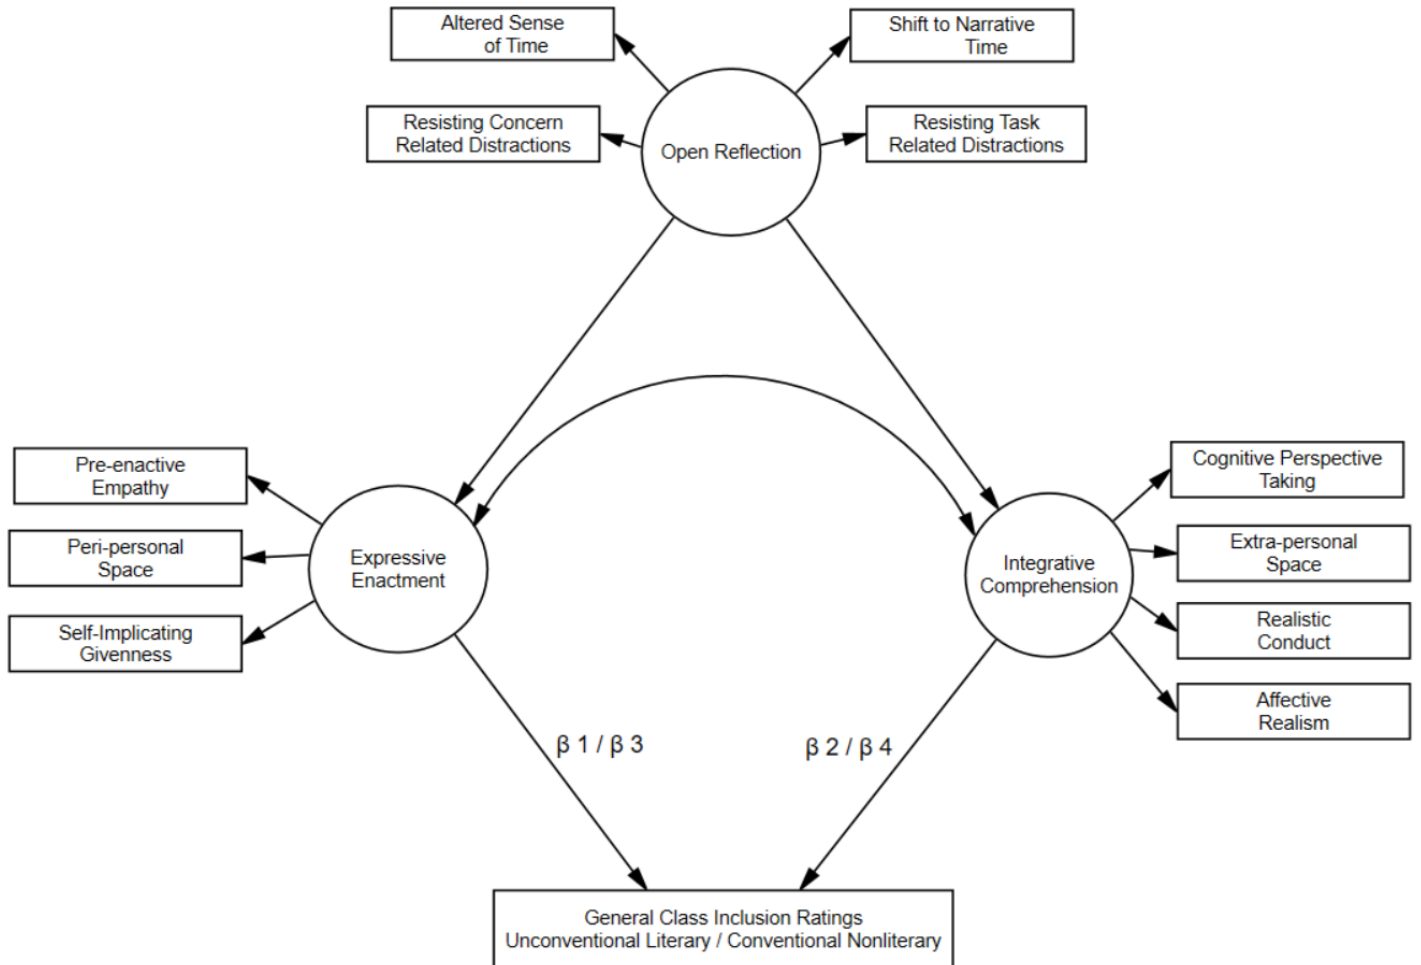 Altered Sense
of Time
Shift to Narrative
Time
Resisting Concern
Related Distractions
Open Reflection
Resisting Task
Related Distractions
Pre-enactive
Empathy
Peri-personal
Space
Self-Implicating
Givenness
Expressive
Enactment
Integrative
Comprehension
Cognitive Perspective
Taking
Extra-personal
Space
Realistic
Conduct
Affective
Realism
β 1 / β 3
β 2 / β 4
General Class Inclusion Ratings
Unconventional Literary / Conventional Nonliterary